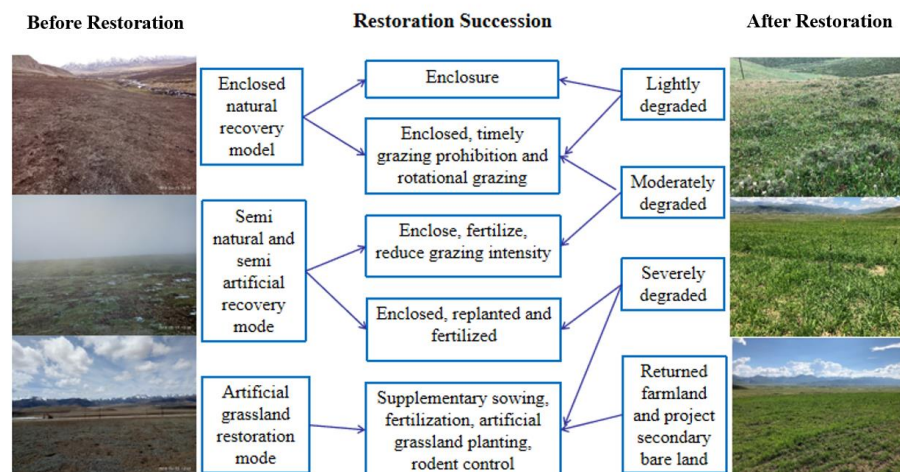 Before Restoration
Restoration Succession
After Restoration
Enclosed
natural
recovery
model
Semi
natural and
semi
artificial
recovery
mode
Artificial
grassland
restoration
mode
Enclosure
Enclosed, timely
grazing prohibition and
rotational grazing
Enclose, fertilize,
reduce grazing intensity
Enclosed, replanted and
fertilized
Supplementary sowing,
fertilization, artificial
grassland planting,
rodent control
Lightly
degraded
Moderately
degraded
Severely
degraded
Returned
farmland
and project
secondary
bare land